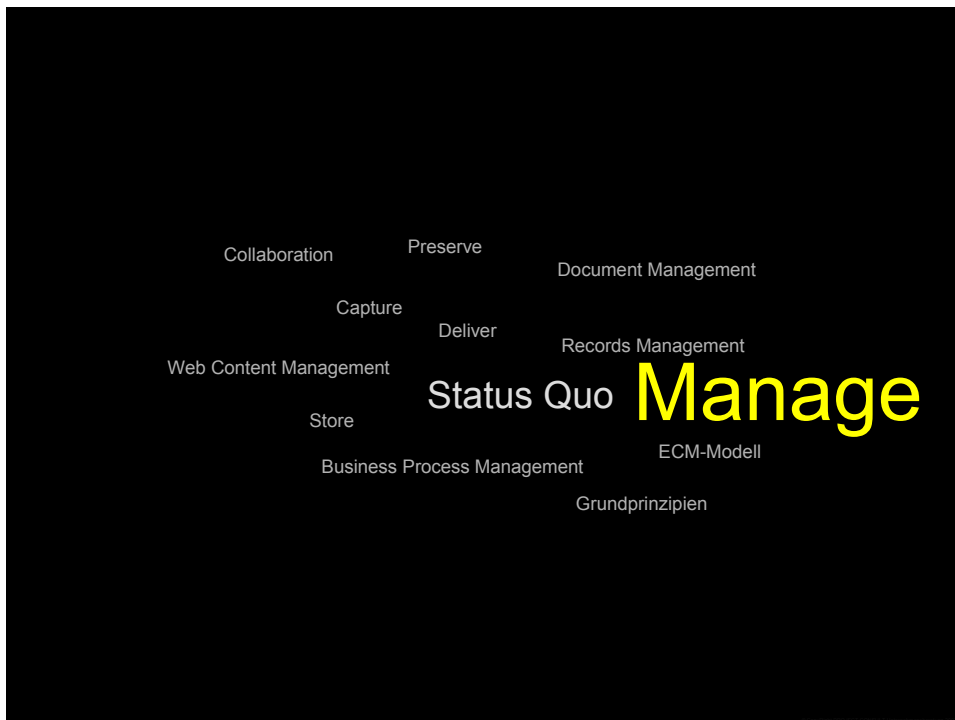 Preserve
Collaboration
Document Management
Capture
Deliver
Records Management
Web Content Management
Status Quo
Manage
Store
ECM-Modell
Business Process Management
Grundprinzipien